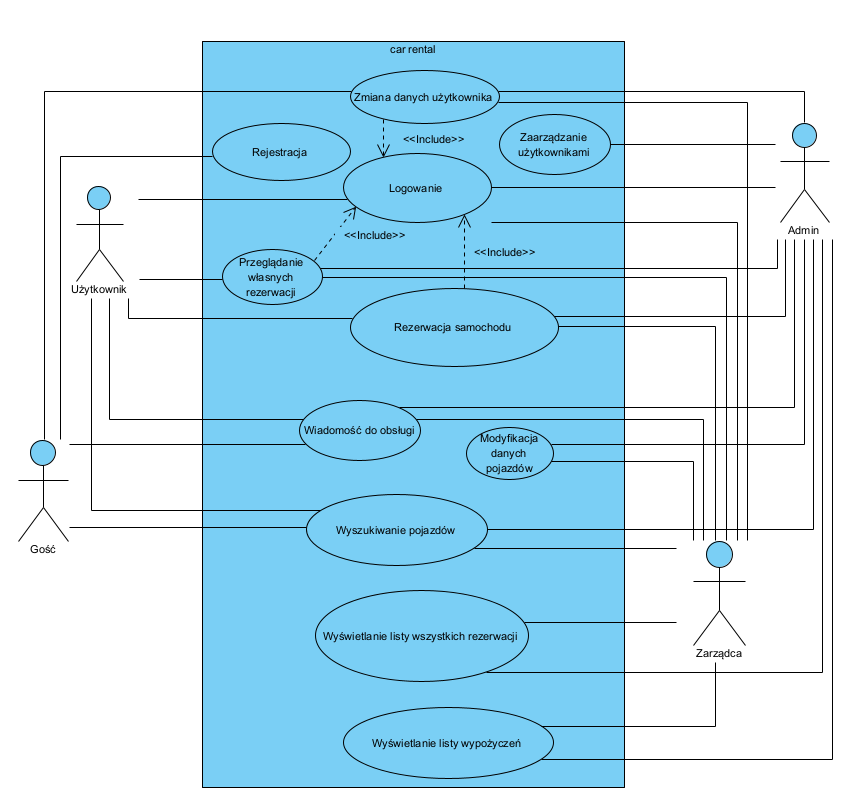 car rental
Zmiana danych użytkownika
<<Include>>
Zaarządzanie
użytkownikami
Rejestracja
Logowanie
Admin
<<Include>>
<<Include>>
Przeglądanie
własnych
rezerwacji
Użytkownik
Rezerwacja samochodu
Wiadomość do obsługi
Modyfikacja
danych
pojazdów
Wyszukiwanie pojazdów
Gość
Wyświetlanie listy wszystkich rezerwacji
Zarządca
Wyświetlanie listy wypożyczeń